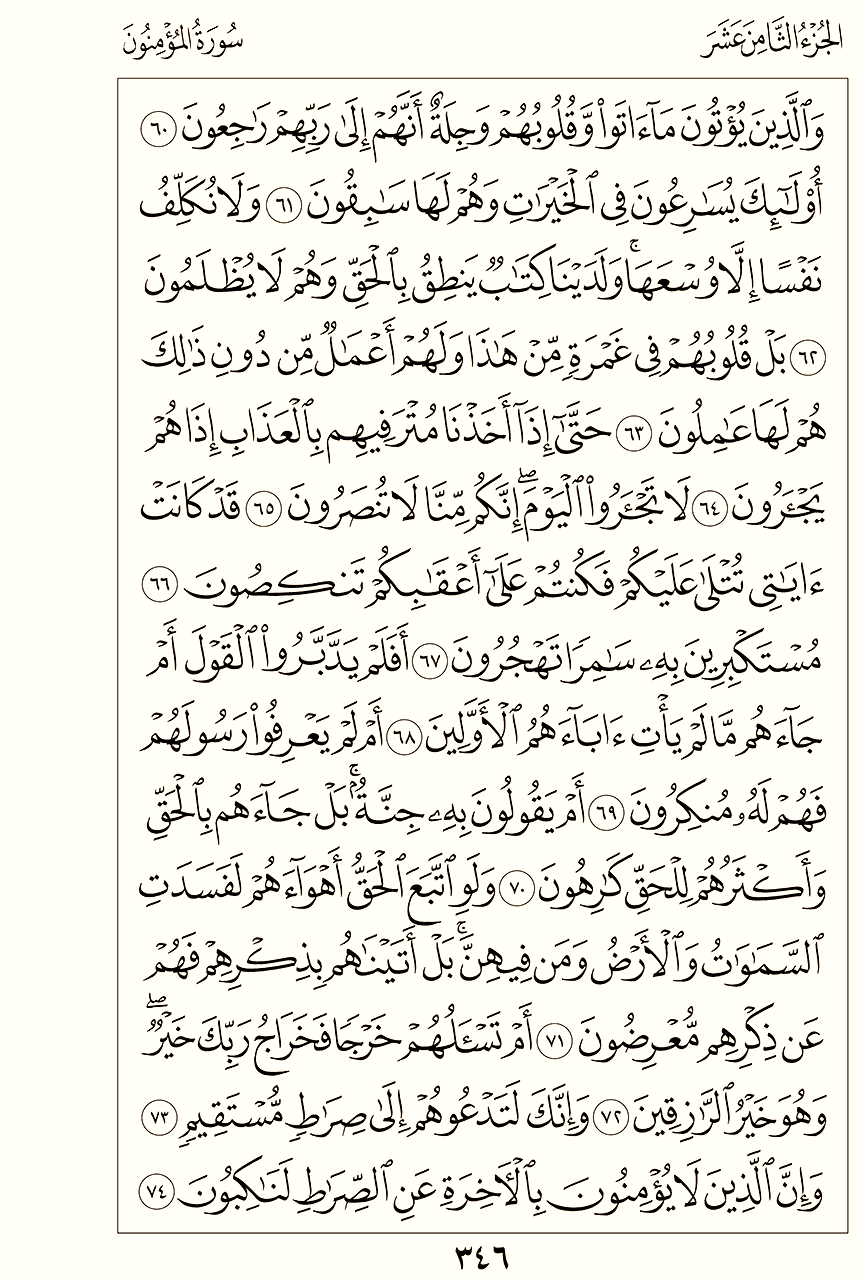 الجُزْءُ الثَّامِنَ عَشَرَ
سُورَةُ المُؤْمِنُونَ
وَٱلَّذِينَ يُؤْتُونَ مَآ ءَاتَوا۟ وَّقُلُوبُهُمْ وَجِلَةٌ أَنَّهُمْ إِلَىٰ رَبِّهِمْ رَٰجِعُونَ ٦٠
أُو۟لَٰٓئِكَ يُسَٰرِعُونَ فِى ٱلْخَيْرَٰتِ وَهُمْ لَهَا سَٰبِقُونَ ٦١ وَلَا نُكَلِّفُ
نَفْسًا إِلَّا وُسْعَهَا ۚ وَلَدَيْنَا كِتَٰبٌ يَنطِقُ بِٱلْحَقِّ وَهُمْ لَا يُظْلَمُونَ
٦٢ بَلْ قُلُوبُهُمْ فِى غَمْرَةٍ مِّنْ هَٰذَا وَلَهُمْ أَعْمَٰلٌ مِّن دُونِ ذَٰلِكَ
هُمْ لَهَا عَٰمِلُونَ ٦٣ حَتَّىٰٓ إِذَآ أَخَذْنَا مُتْرَفِيهِم بِٱلْعَذَابِ إِذَا هُمْ
يَجْـَٔرُونَ ٦٤ لَا تَجْـَٔرُوا۟ ٱلْيَوْمَ ۖ إِنَّكُم مِّنَّا لَا تُنصَرُونَ ٦٥ قَدْ كَانَتْ
ءَايَٰتِى تُتْلَىٰ عَلَيْكُمْ فَكُنتُمْ عَلَىٰٓ أَعْقَٰبِكُمْ تَنكِصُونَ ٦٦
مُسْتَكْبِرِينَ بِهِۦ سَٰمِرًا تَهْجُرُونَ ٦٧ أَفَلَمْ يَدَّبَّرُوا۟ ٱلْقَوْلَ أَمْ
جَآءَهُم مَّا لَمْ يَأْتِ ءَابَآءَهُمُ ٱلْأَوَّلِينَ ٦٨ أَمْ لَمْ يَعْرِفُوا۟ رَسُولَهُمْ
فَهُمْ لَهُۥ مُنكِرُونَ ٦٩ أَمْ يَقُولُونَ بِهِۦ جِنَّةٌۢ ۚ بَلْ جَآءَهُم بِٱلْحَقِّ
وَأَكْثَرُهُمْ لِلْحَقِّ كَٰرِهُونَ ٧٠ وَلَوِ ٱتَّبَعَ ٱلْحَقُّ أَهْوَآءَهُمْ لَفَسَدَتِ
ٱلسَّمَٰوَٰتُ وَٱلْأَرْضُ وَمَن فِيهِنَّ ۚ بَلْ أَتَيْنَٰهُم بِذِكْرِهِمْ فَهُمْ
عَن ذِكْرِهِم مُّعْرِضُونَ ٧١ أَمْ تَسْـَٔلُهُمْ خَرْجًا فَخَرَاجُ رَبِّكَ خَيْرٌ ۖ
وَهُوَ خَيْرُ ٱلرَّٰزِقِينَ ٧٢ وَإِنَّكَ لَتَدْعُوهُمْ إِلَىٰ صِرَٰطٍ مُّسْتَقِيمٍ ٧٣
وَإِنَّ ٱلَّذِينَ لَا يُؤْمِنُونَ بِٱلْءَاخِرَةِ عَنِ ٱلصِّرَٰطِ لَنَٰكِبُونَ ٧٤
٣٤٦